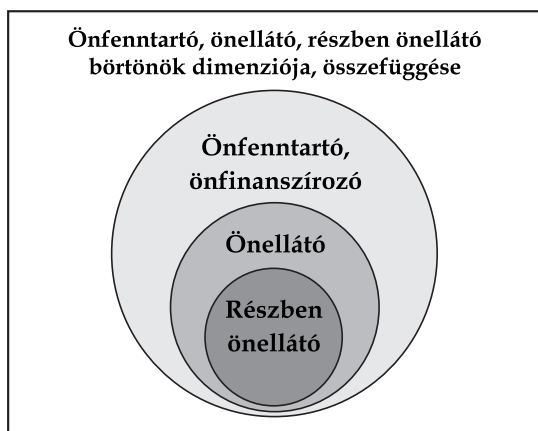 Önfenntartó, önellátó, részben önellátó
börtönök dimenziója, összefüggése
Önfenntartó,
önfinanszírozó
Önellátó
Részben
önellátó